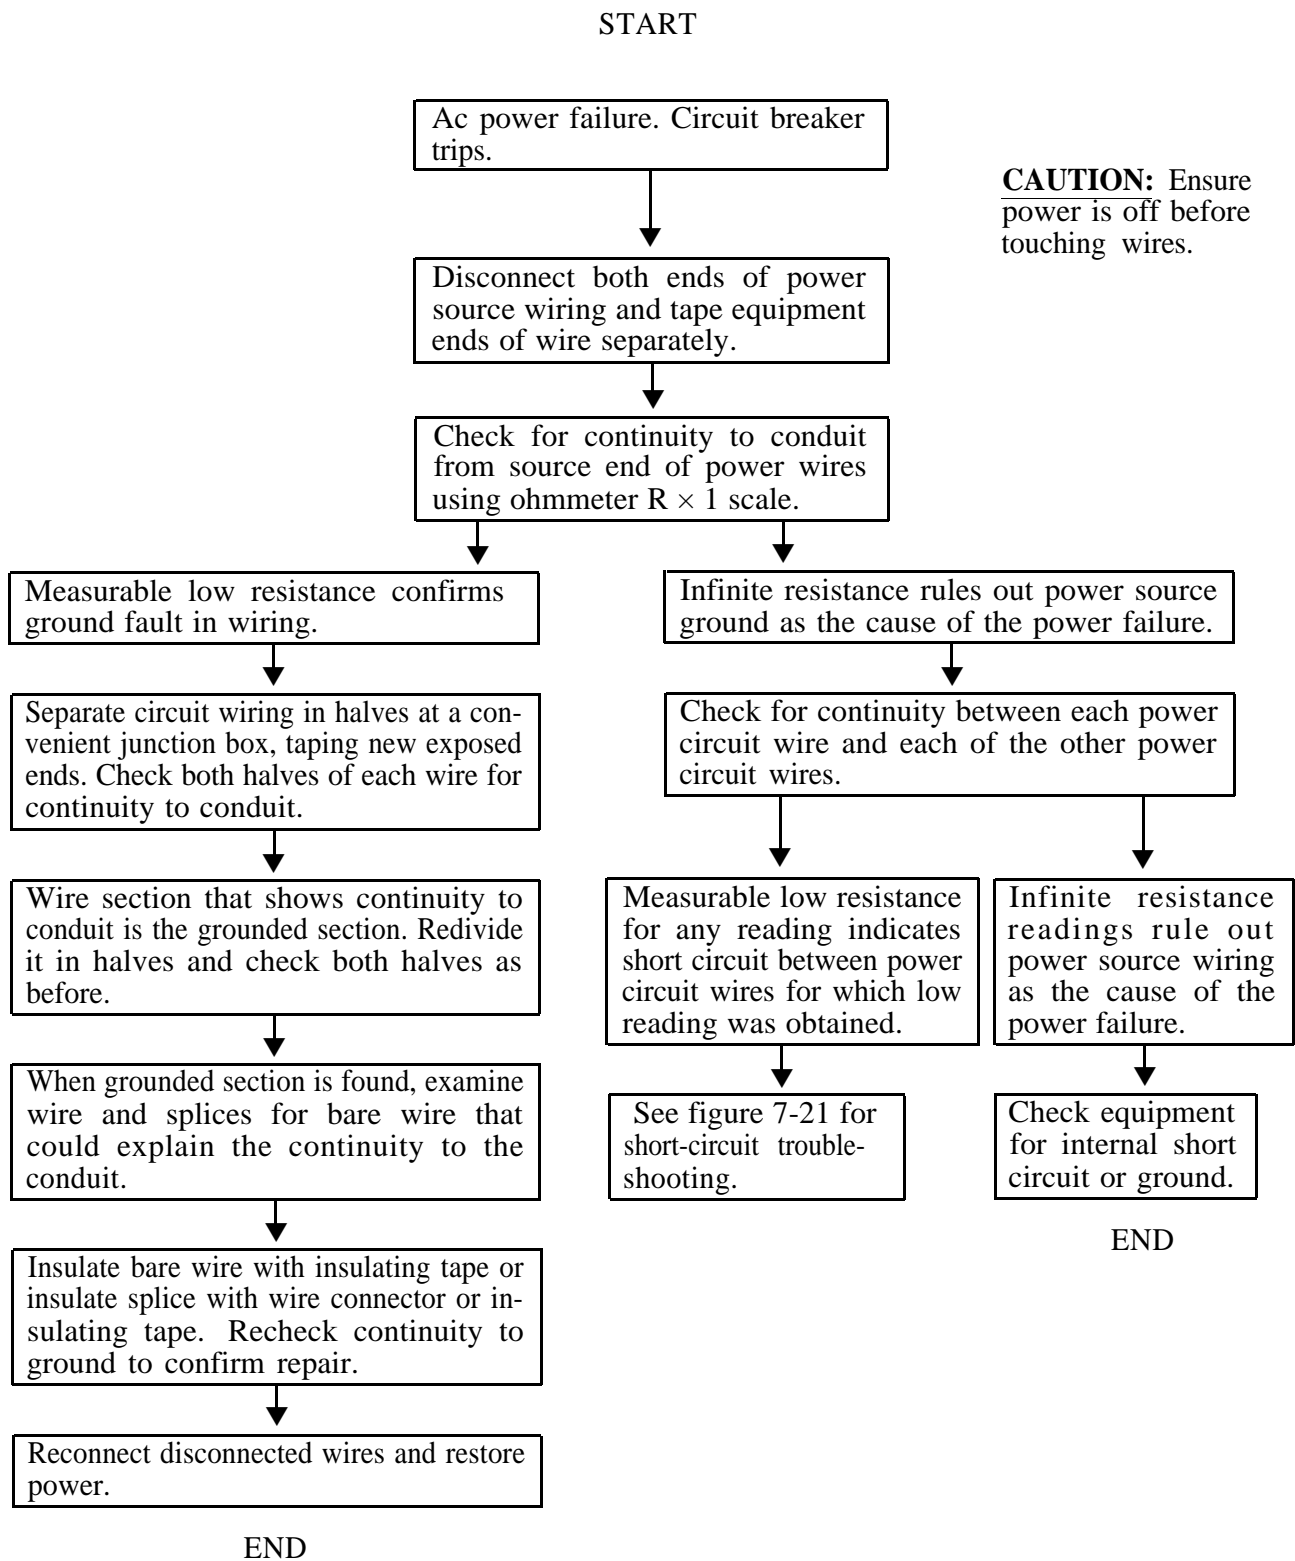 START
Ac power failure. Circuit breaker
trips.
CAUTION: Ensure
power is off before
touching wires.
Disconnect both ends of power
source wiring and tape equipment
ends of wire separately.
Check for continuity to conduit
from source end of power wires
using ohmmeter R × 1 scale.
Measurable low resistance confirms
ground fault in wiring.
Infinite resistance rules out power source
ground as the cause of the power failure.
Separate circuit wiring in halves at a con-
venient junction box, taping new exposed
ends. Check both halves of each wire for
continuity to conduit.
Check for continuity between each power
circuit wire and each of the other power
circuit wires.
Wire section that shows continuity to
conduit is the grounded section. Redivide
it in halves and check both halves as
before.
Measurable low resistance
for any reading indicates
short circuit between power
circuit wires for which low
reading was obtained.
Infinite resistance
readings rule out
power source wiring
as the cause of the
power failure.
When grounded section is found, examine
wire and splices for bare wire that
could explain the continuity to the
conduit.
See figure 7-21 for
short-circuit trouble-
shooting.
Check equipment
for internal short
circuit or ground.
END
Insulate bare wire with insulating tape or
insulate splice with wire connector or in-
sulating tape. Recheck continuity to
ground to confirm repair.
Reconnect disconnected wires and restore
power.
END